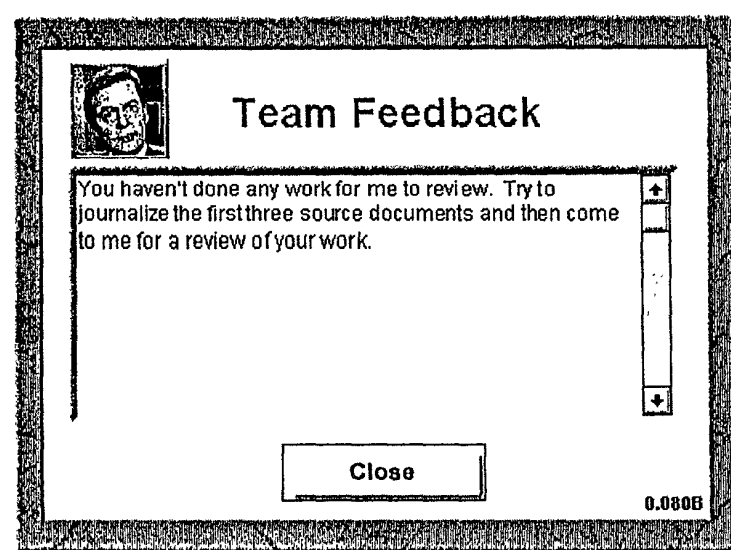 Team Feedback
You haven't done any work for me to review. Try to
journalize the first three source documents and then come
to me for a review of your work.
Close
0.080B